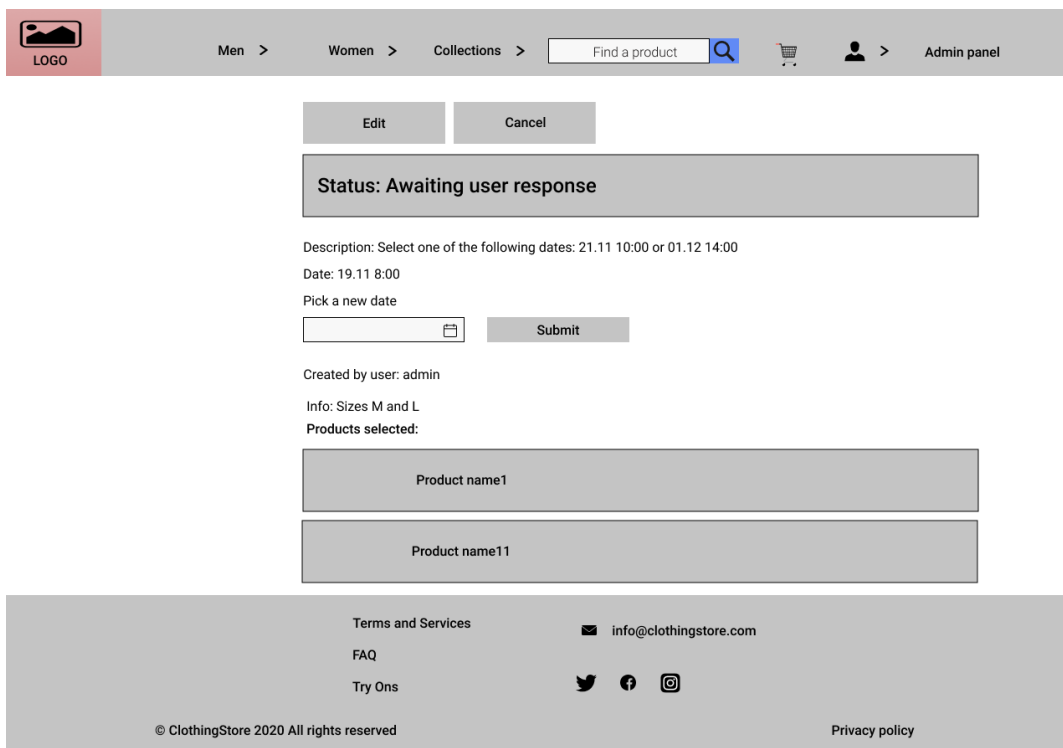 LOGO
Men > Women > Collections > Find a product > Admin panel
Edit Cancel
Status: Awaiting user response
Description: Select one of the following dates: 21.11 10:00 or 01.12 14:00
Date: 19.11 8:00
Pick a new date
Submit
Created by user: admin
Info: Sizes M and L
Products selected:
Product name1
Product name11
Terms and Services
info@clothingstore.com
FAQ
Try Ons
© ClothingStore 2020 All rights reserved Privacy policy